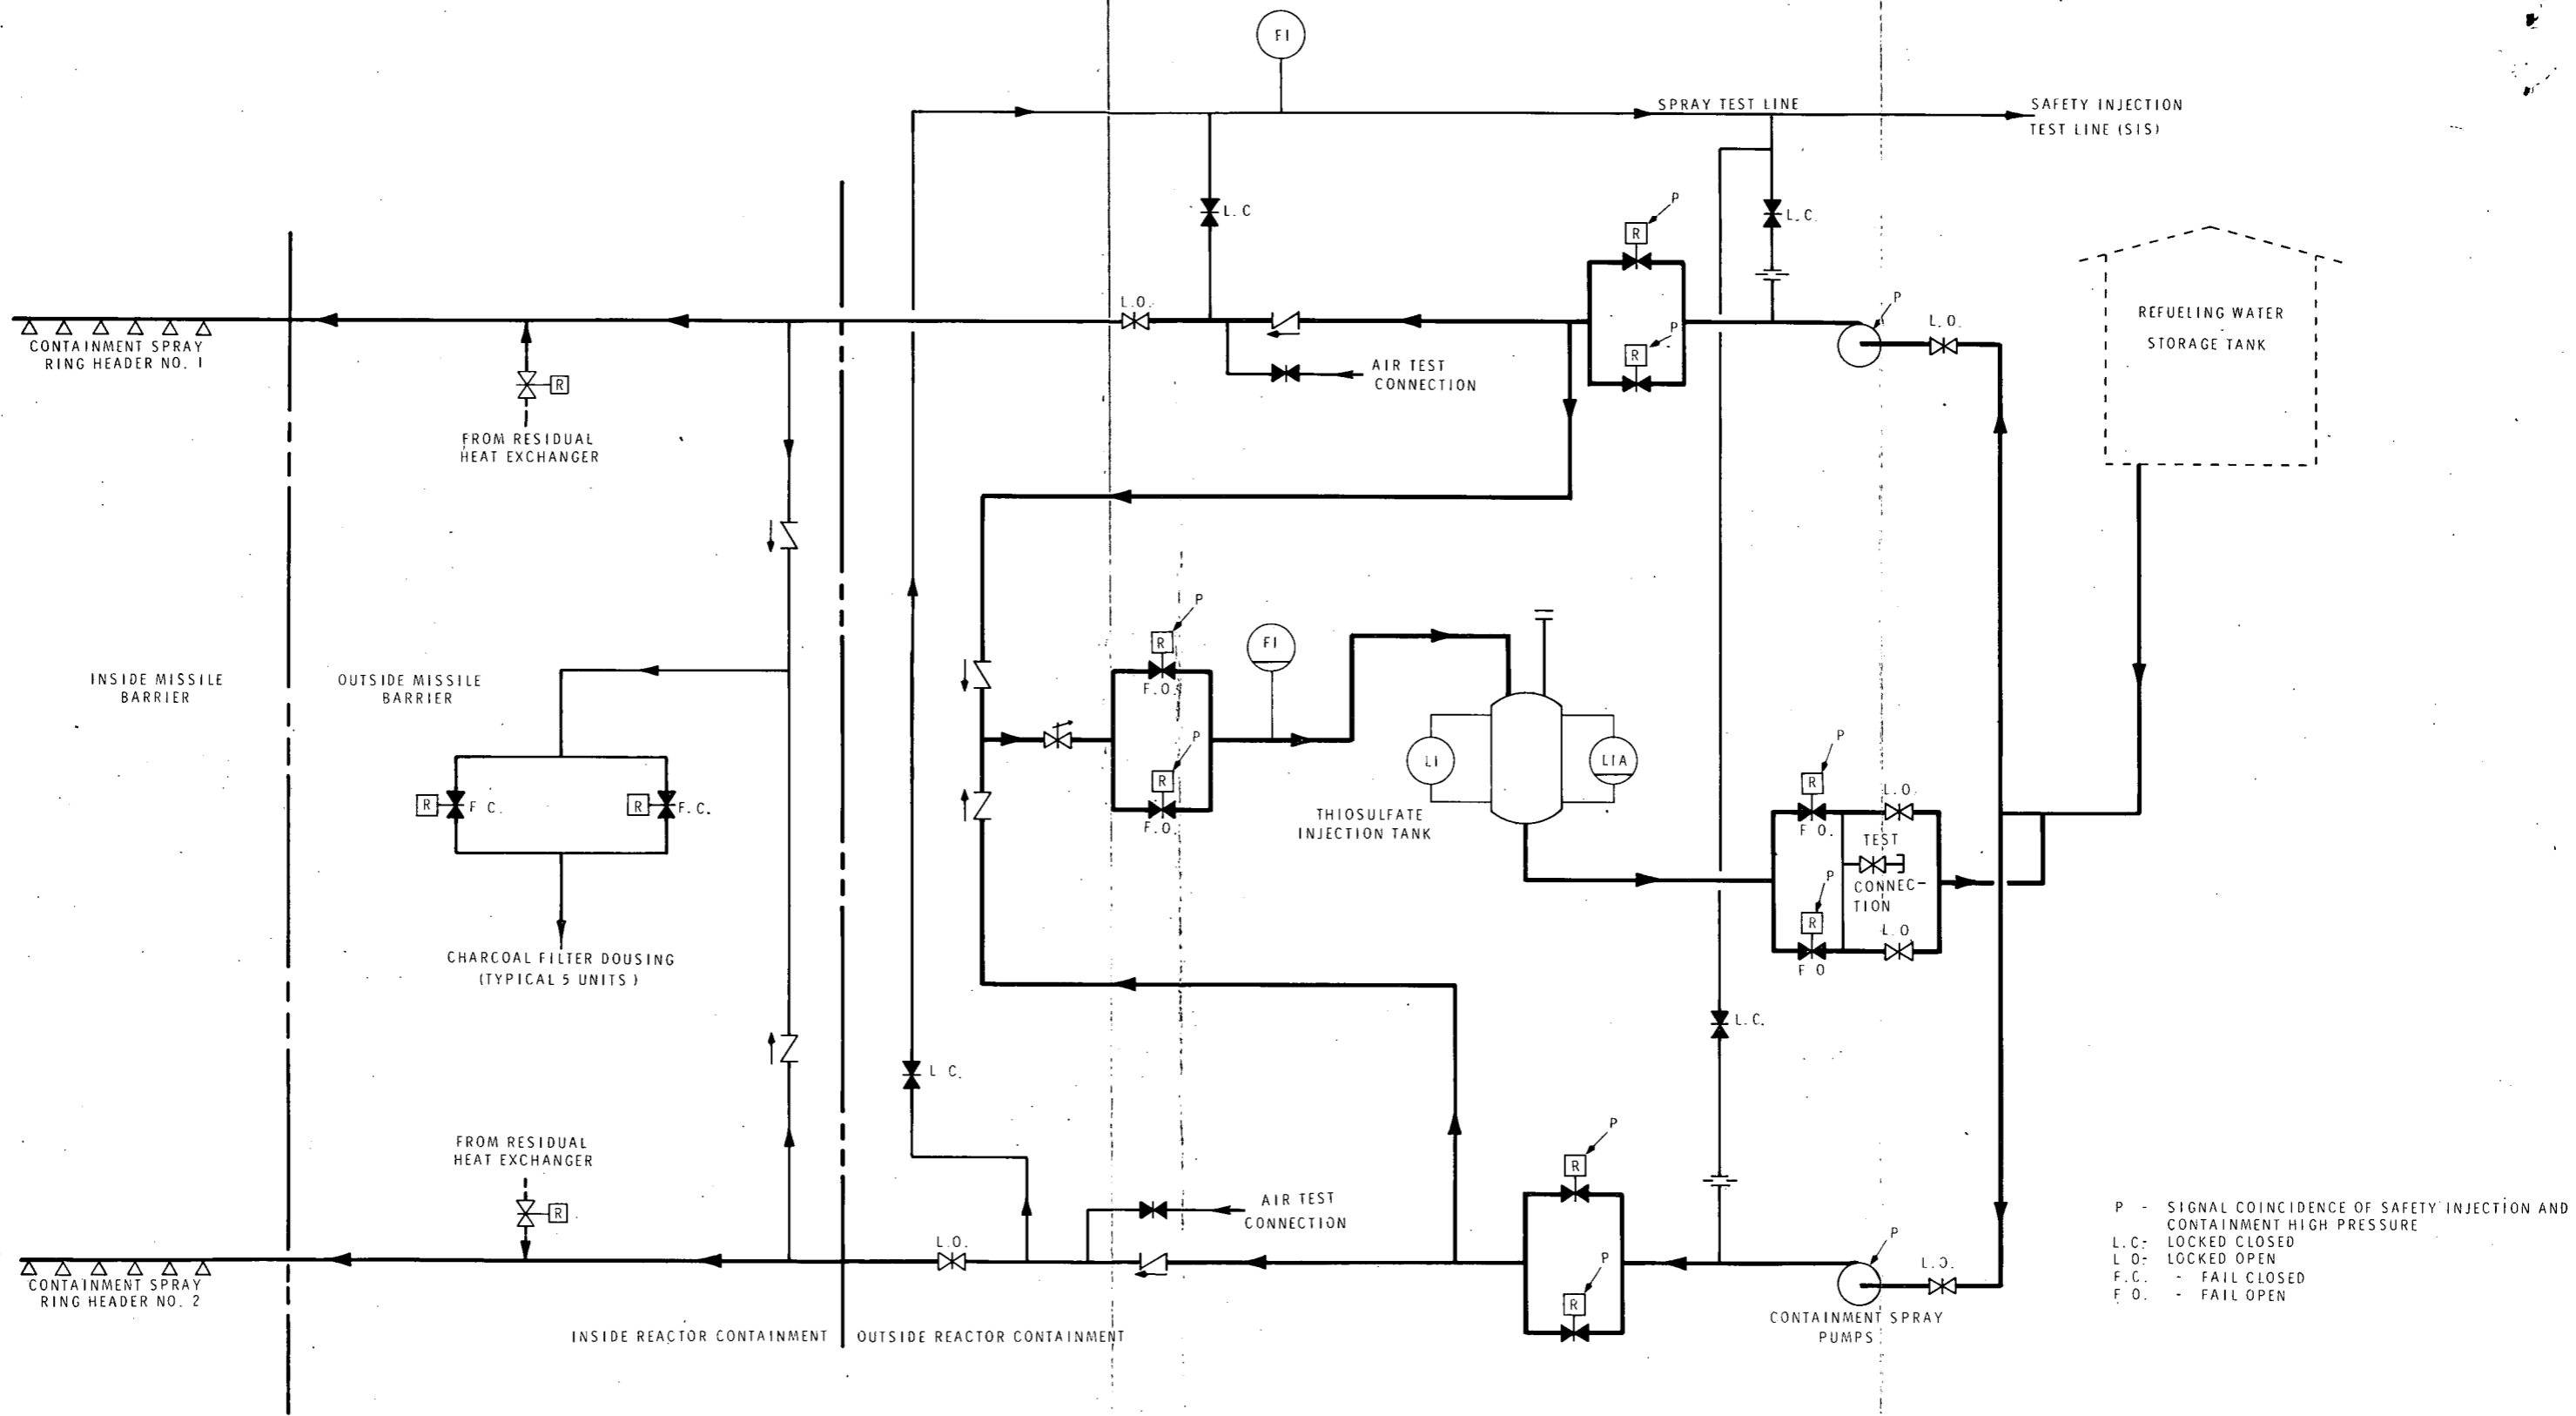 FI
SPRAY TEST LINE
SAFETY INJECTION
TEST LINE (SIS)
L.C
L.C.
P
R
P
R
P
L.O.
L.O.
REFUELING WATER
STORAGE TANK
CONTAINMENT SPRAY
RING HEADER NO. 1
R
FROM RESIDUAL
HEAT EXCHANGER
AIR TEST
CONNECTION
INSIDE MISSILE
BARRIER
OUTSIDE MISSILE
BARRIER
P
R
F.O.
P
R
F.O.
FI
LI
LIA
THIOSULFATE
INJECTION TANK
R
F C.
R
F.C.
CHARCOAL FILTER DOUSING
(TYPICAL 5 UNITS)
P
R
F O.
L.O.
TEST
CONNEC-
TION
P
R
F O
L.O
L.C.
L C.
FROM RESIDUAL
HEAT EXCHANGER
R
AIR TEST
CONNECTION
L.O.
P
R
P
R
P
L.O.
CONTAINMENT SPRAY
RING HEADER NO. 2
INSIDE REACTOR CONTAINMENT
OUTSIDE REACTOR CONTAINMENT
CONTAINMENT SPRAY
PUMPS
P - SIGNAL COINCIDENCE OF SAFETY INJECTION AND
CONTAINMENT HIGH PRESSURE
L.C- LOCKED CLOSED
L O- LOCKED OPEN
F.C. - FAIL CLOSED
F O. - FAIL OPEN